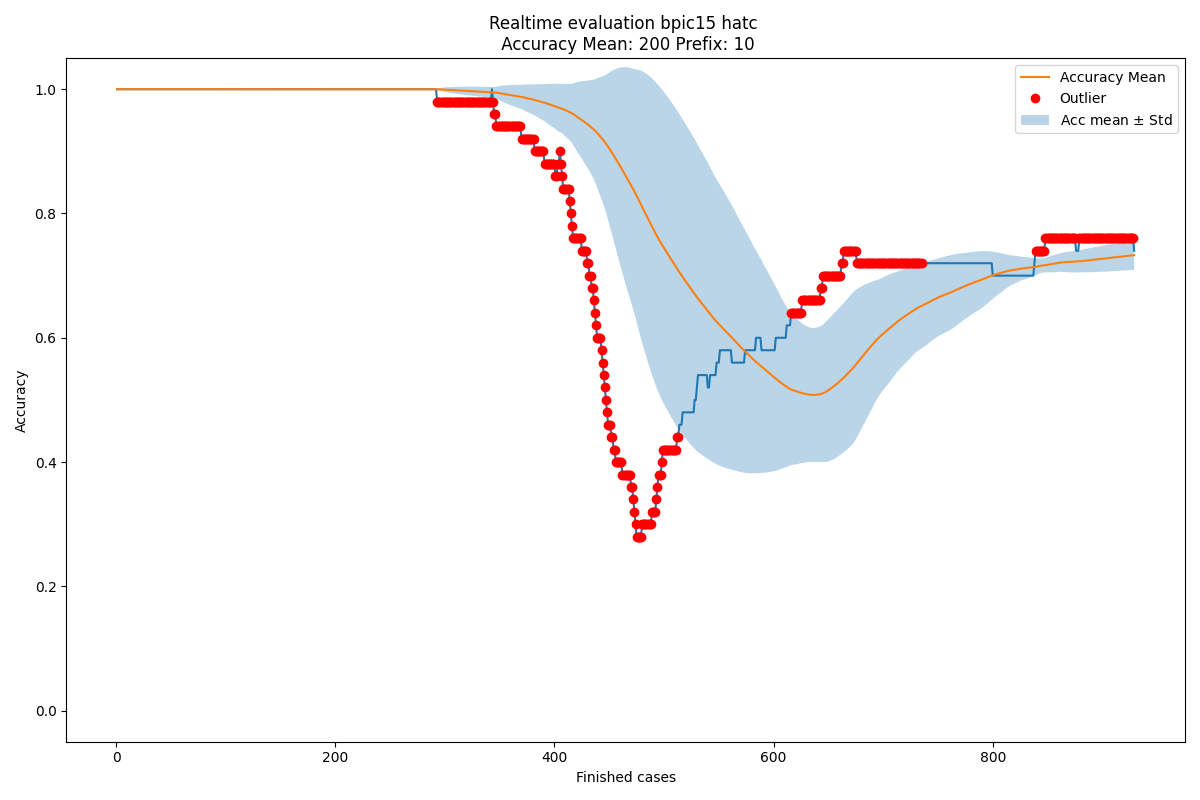 Realtime evaluation bpic15 hatc
Accuracy Mean: 200 Prefix: 10
Accuracy Mean
Outlier
Acc mean ± Std
Accuracy
1.0
0.8
0.6
0.4
0.2
0.0
0
200
400
600
800
Finished cases